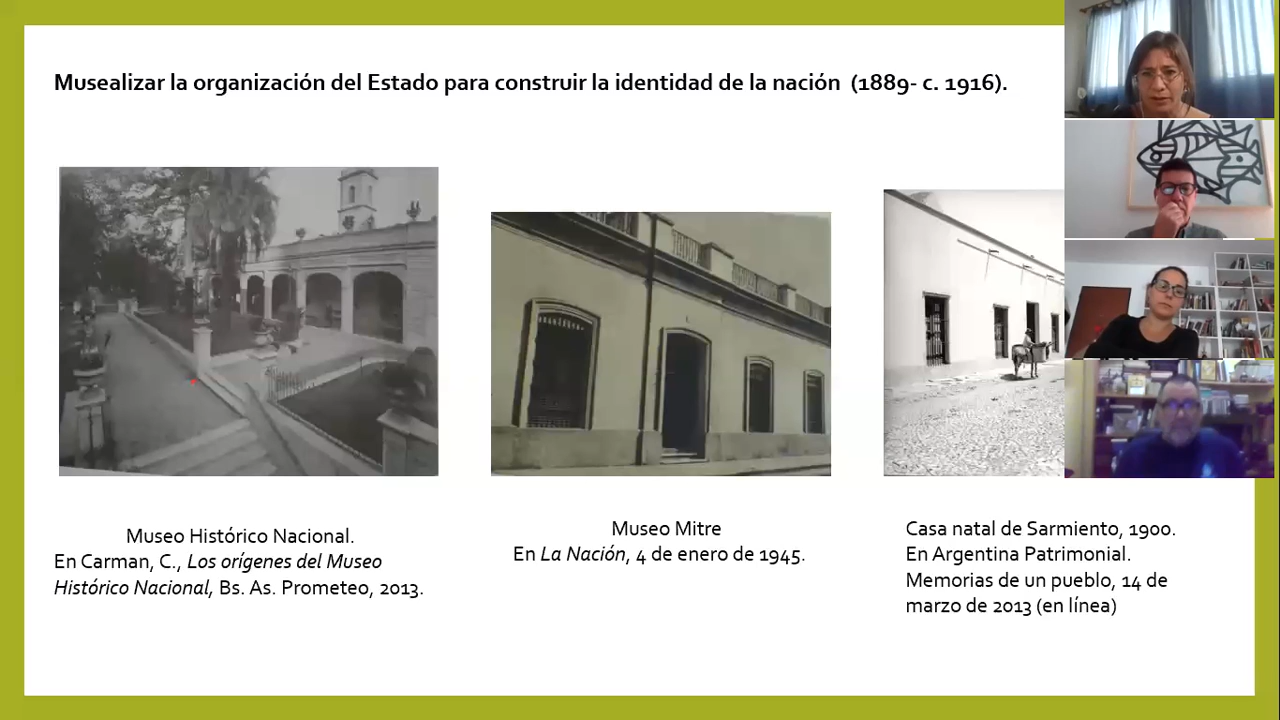 Musealizar la organización del Estado para construir la identidad de la nación (1889- c. 1916).
Museo Histórico Nacional.
En Carman, C., Los orígenes del Museo
Histórico Nacional, Bs. As. Prometeo, 2013.
Museo Mitre
En La Nación, 4 de enero de 1945.
Casa natal de Sarmiento, 1900.
En Argentina Patrimonial.
Memorias de un pueblo, 14 de
marzo de 2013 (en línea)